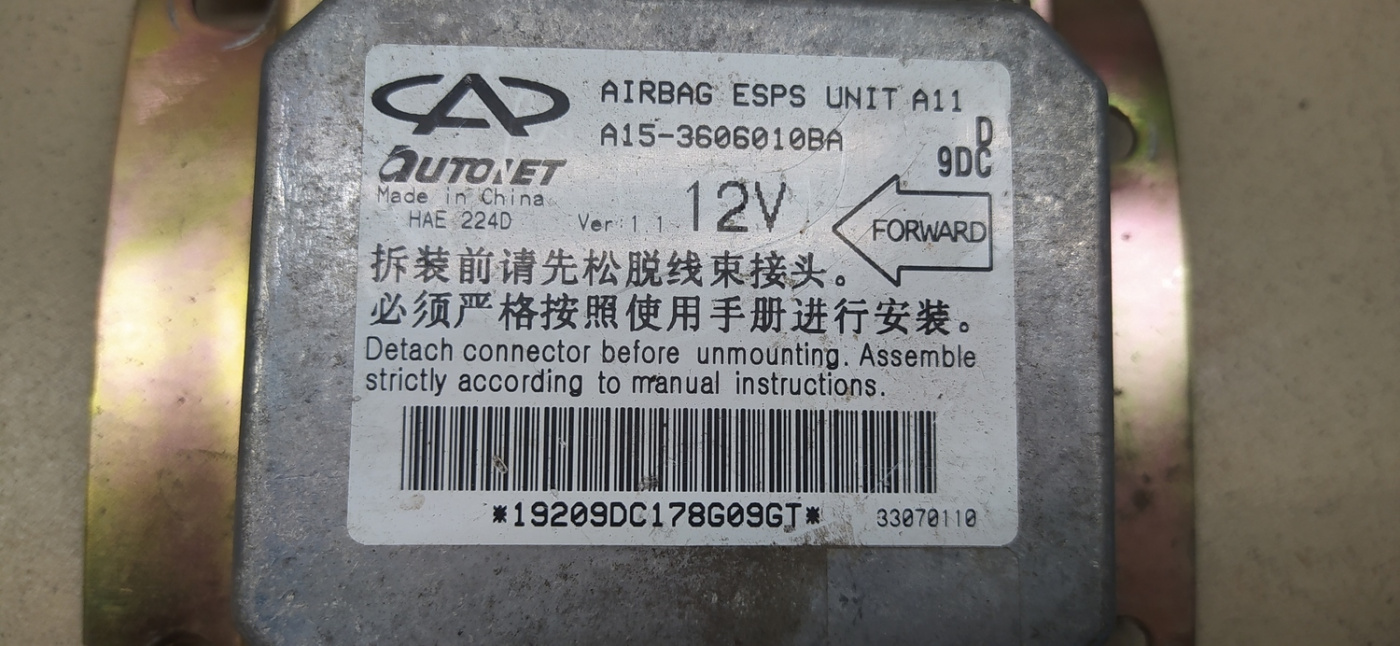 AIRBAG ESPS UNIT A11
A15-3606010BA
D
9DC
AUTONET
Made in China
HAE 224D
Ver:1.1
12V
FORWARD
拆装前请先松脱线束接头。
必须严格按照使用手册进行安装。
Detach connector before unmounting. Assemble
strictly according to manual instructions.
*19209DC178G09GT*
33070110